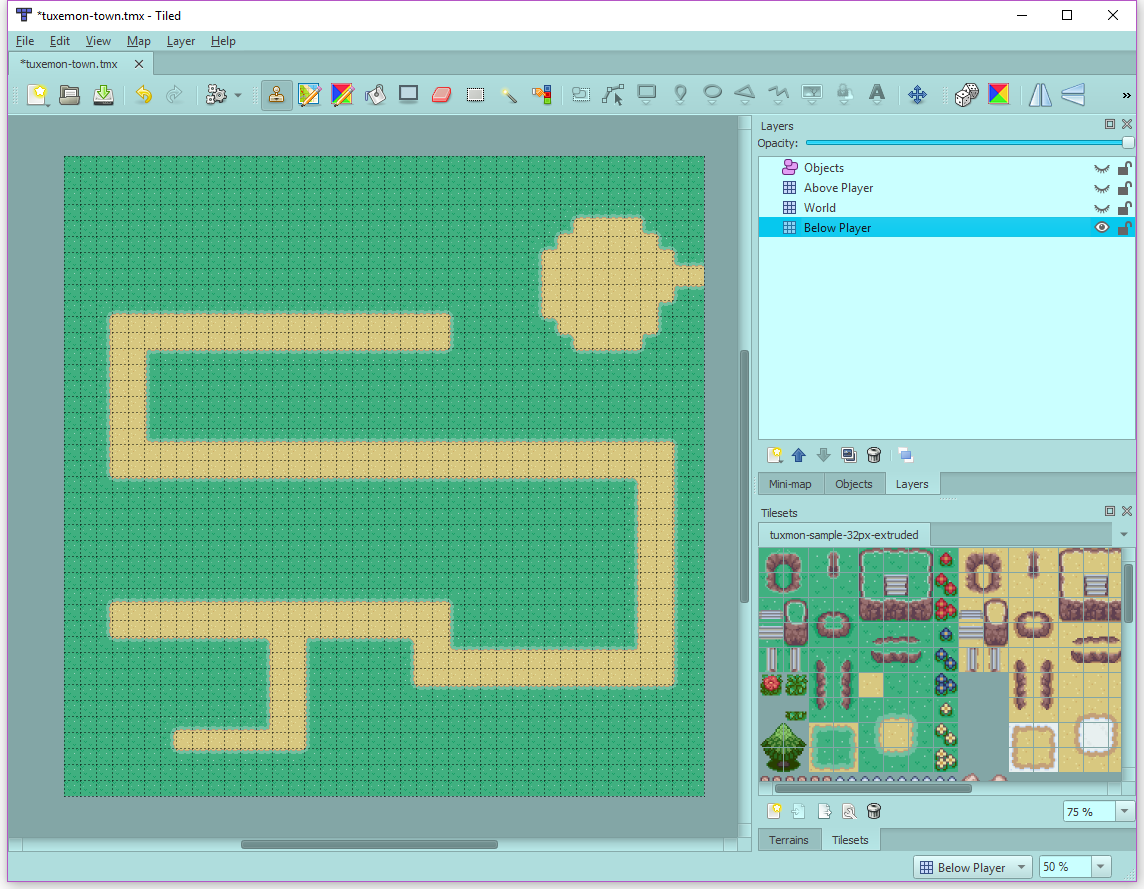 *tuxemon-town.tmx - Tiled
File Edit View Map Layer Help
*tuxemon-town.tmx
Layers
Opacity:
Objects
Above Player
World
Below Player
Mini-map Objects Layers
Tilesets
tuxmon-sample-32px-extruded
75 %
Terrains Tilesets
Below Player 50 %